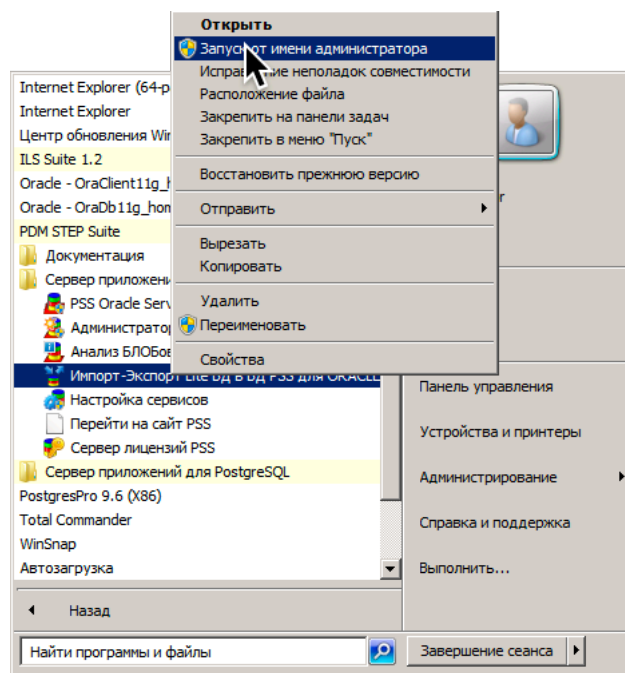 Открыть
Запуск от имени администратора
неполадок совместимости
Расположение файла
Закрепить на панели задач
Закрепить в меню "Пуск"
Восстановить прежнюю версию
Отправить
Вырезать
Копировать
Удалить
Переименовать
Свойства
Internet Explorer (64-р
Internet Explorer
Центр обновления Wir
ILS Suite 1.2
Oracle - OraClient11g_h
Oracle - OraDb11g_hom
PDM STEP Suite
Документация
Сервер приложени
PSS Oracle Serv
Администратор
Анализ БЛОБов
Импорт-Экспорт Lite БД в БД PSS для ORACLE
Настройка сервисов
Перейти на сайт PSS
Сервер лицензий PSS
Сервер приложений для PostgreSQL
PostgresPro 9.6 (X86)
Total Commander
WinSnap
Автозагрузка
Назад
Найти программы и файлы
r
Панель управления
Устройства и принтеры
Администрирование
Справка и поддержка
Выполнить...
Завершение сеанса